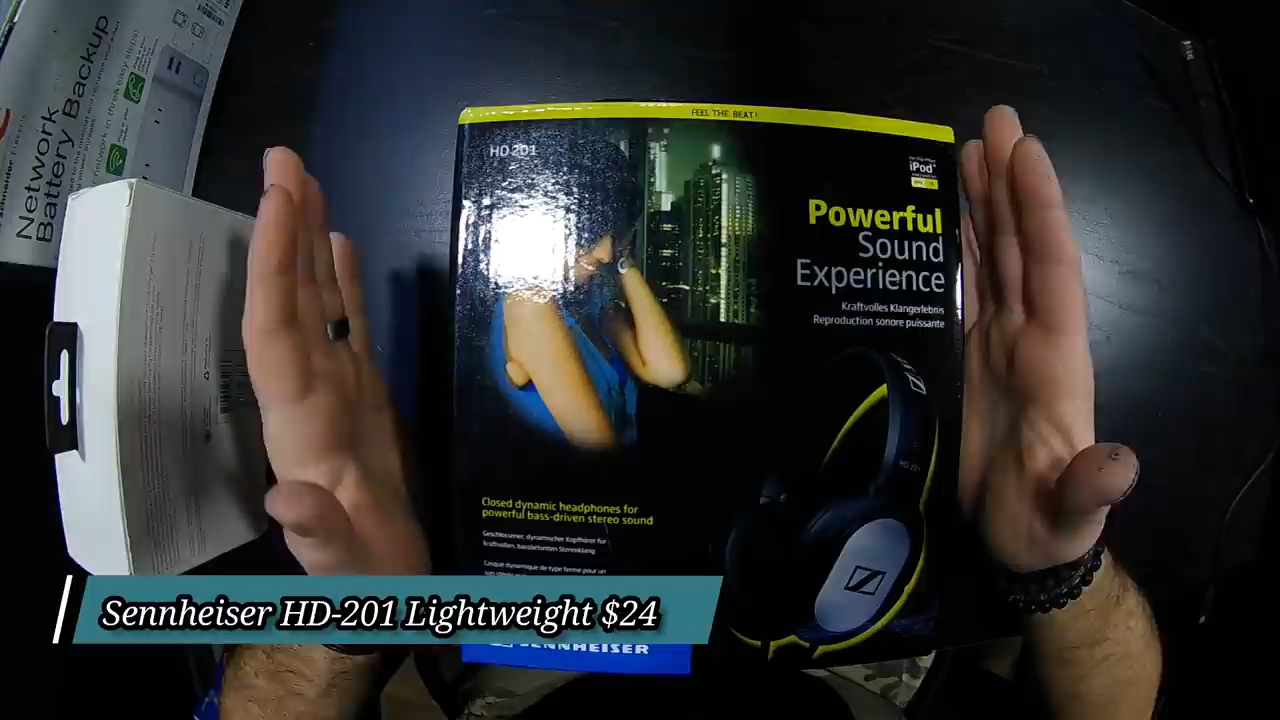 Network
Battery Backup
FEEL THE BEAT!
HD 201
iPod
Powerful
Sound
Experience
Kraftvolles Klangerlebnis
Reproduction sonore puissante
HD 201
Closed dynamic headphones for
powerful bass-driven stereo sound
Geschlossener, dynamischer Kopfhörer für
kraftvollen, bassbetonten Stereoklang
Casque dynamique de type fermé pour un
Sennheiser HD-201 Lightweight $24
SENNHEISER